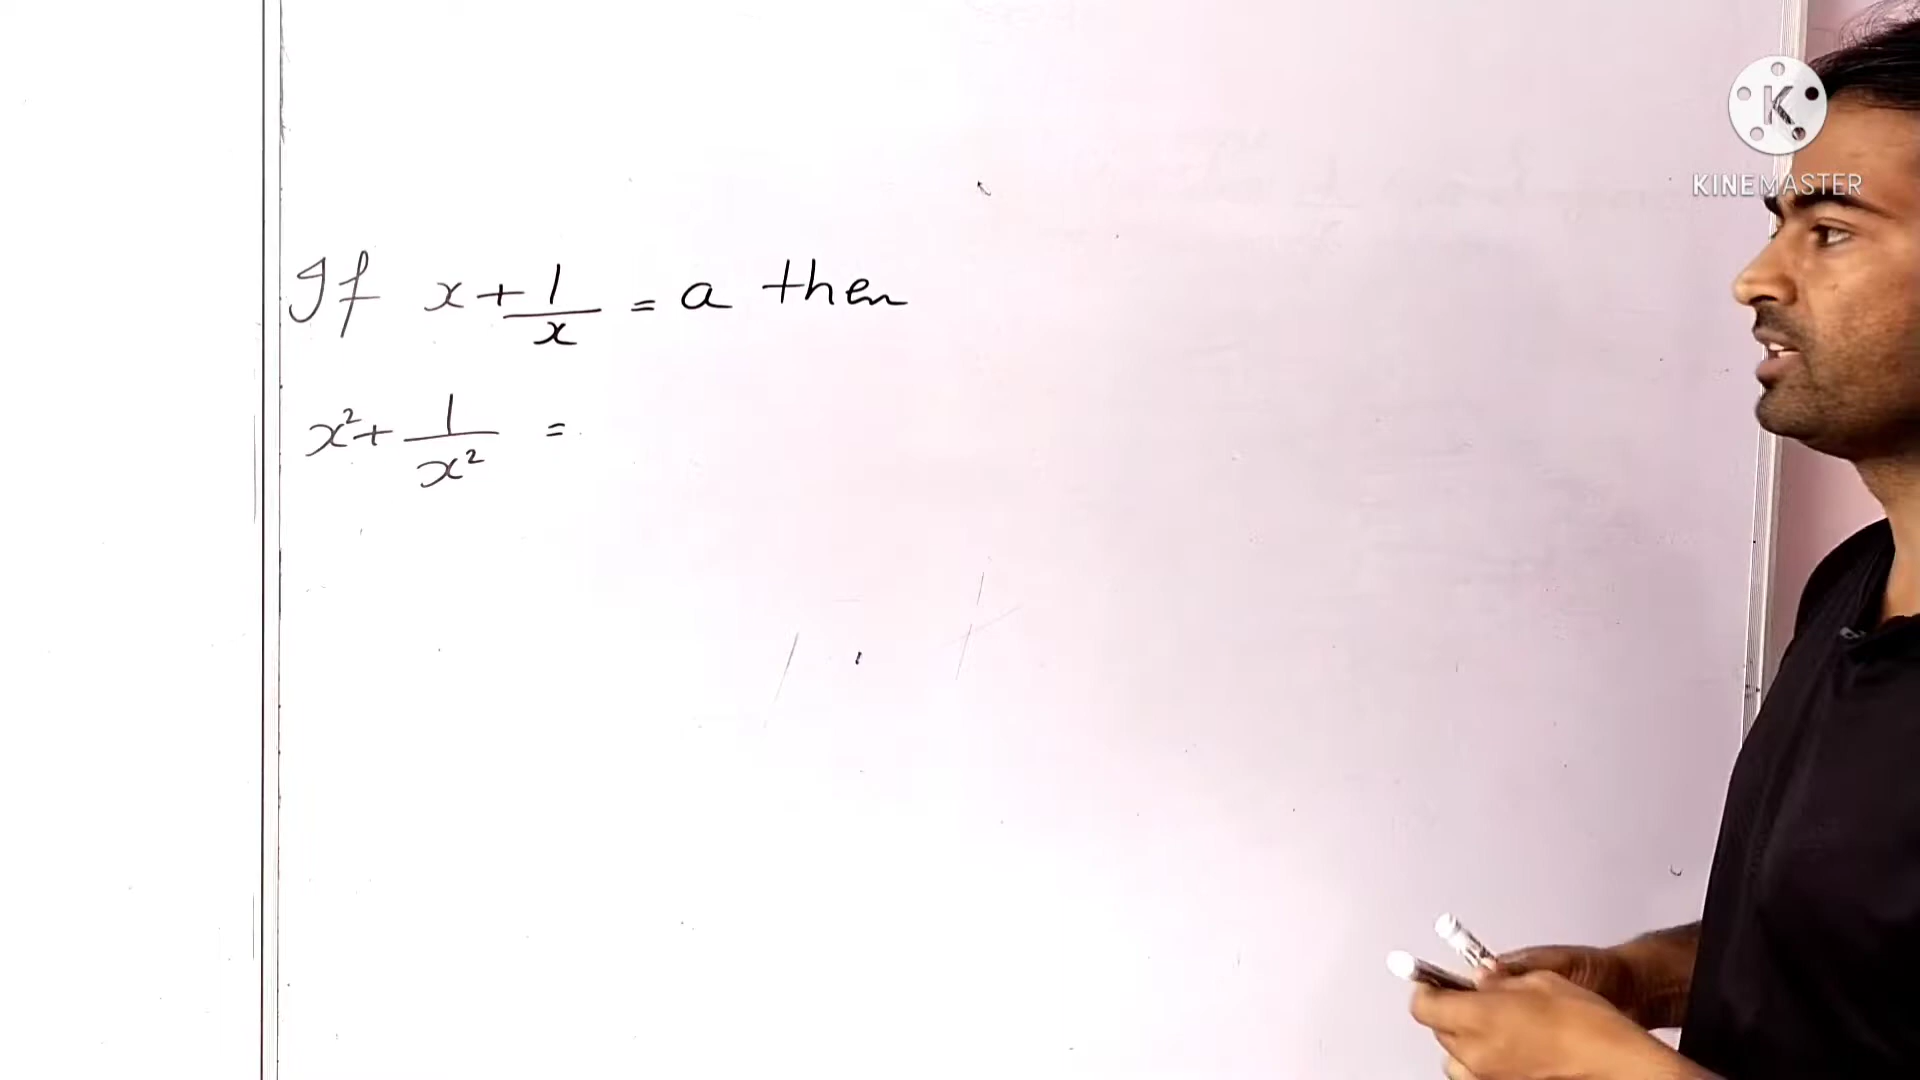 K
KINEMASTER
If x + 1/x = a then
x² + 1/x² =